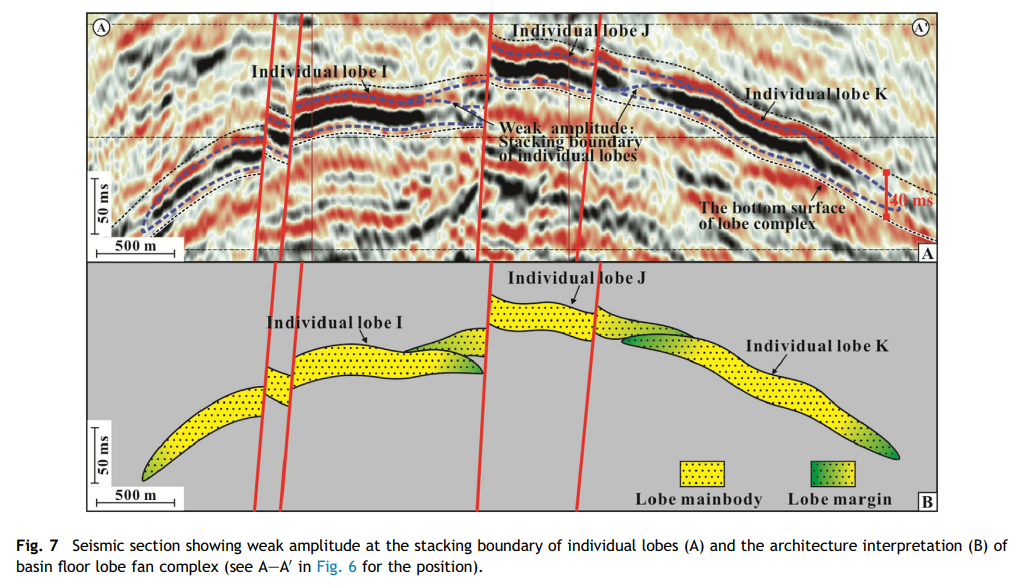 A
A'
Individual lobe J
Individual lobe I
Individual lobe K
Weak amplitude:
Stacking boundary
of individual lobes
50 ms
40 ms
The bottom surface
of lobe complex
500 m
A
Individual lobe J
Individual lobe I
Individual lobe K
50 ms
500 m
Lobe mainbody
Lobe margin
B
Fig. 7 Seismic section showing weak amplitude at the stacking boundary of individual lobes (A) and the architecture interpretation (B) of
basin floor lobe fan complex (see A–A′ in Fig. 6 for the position).